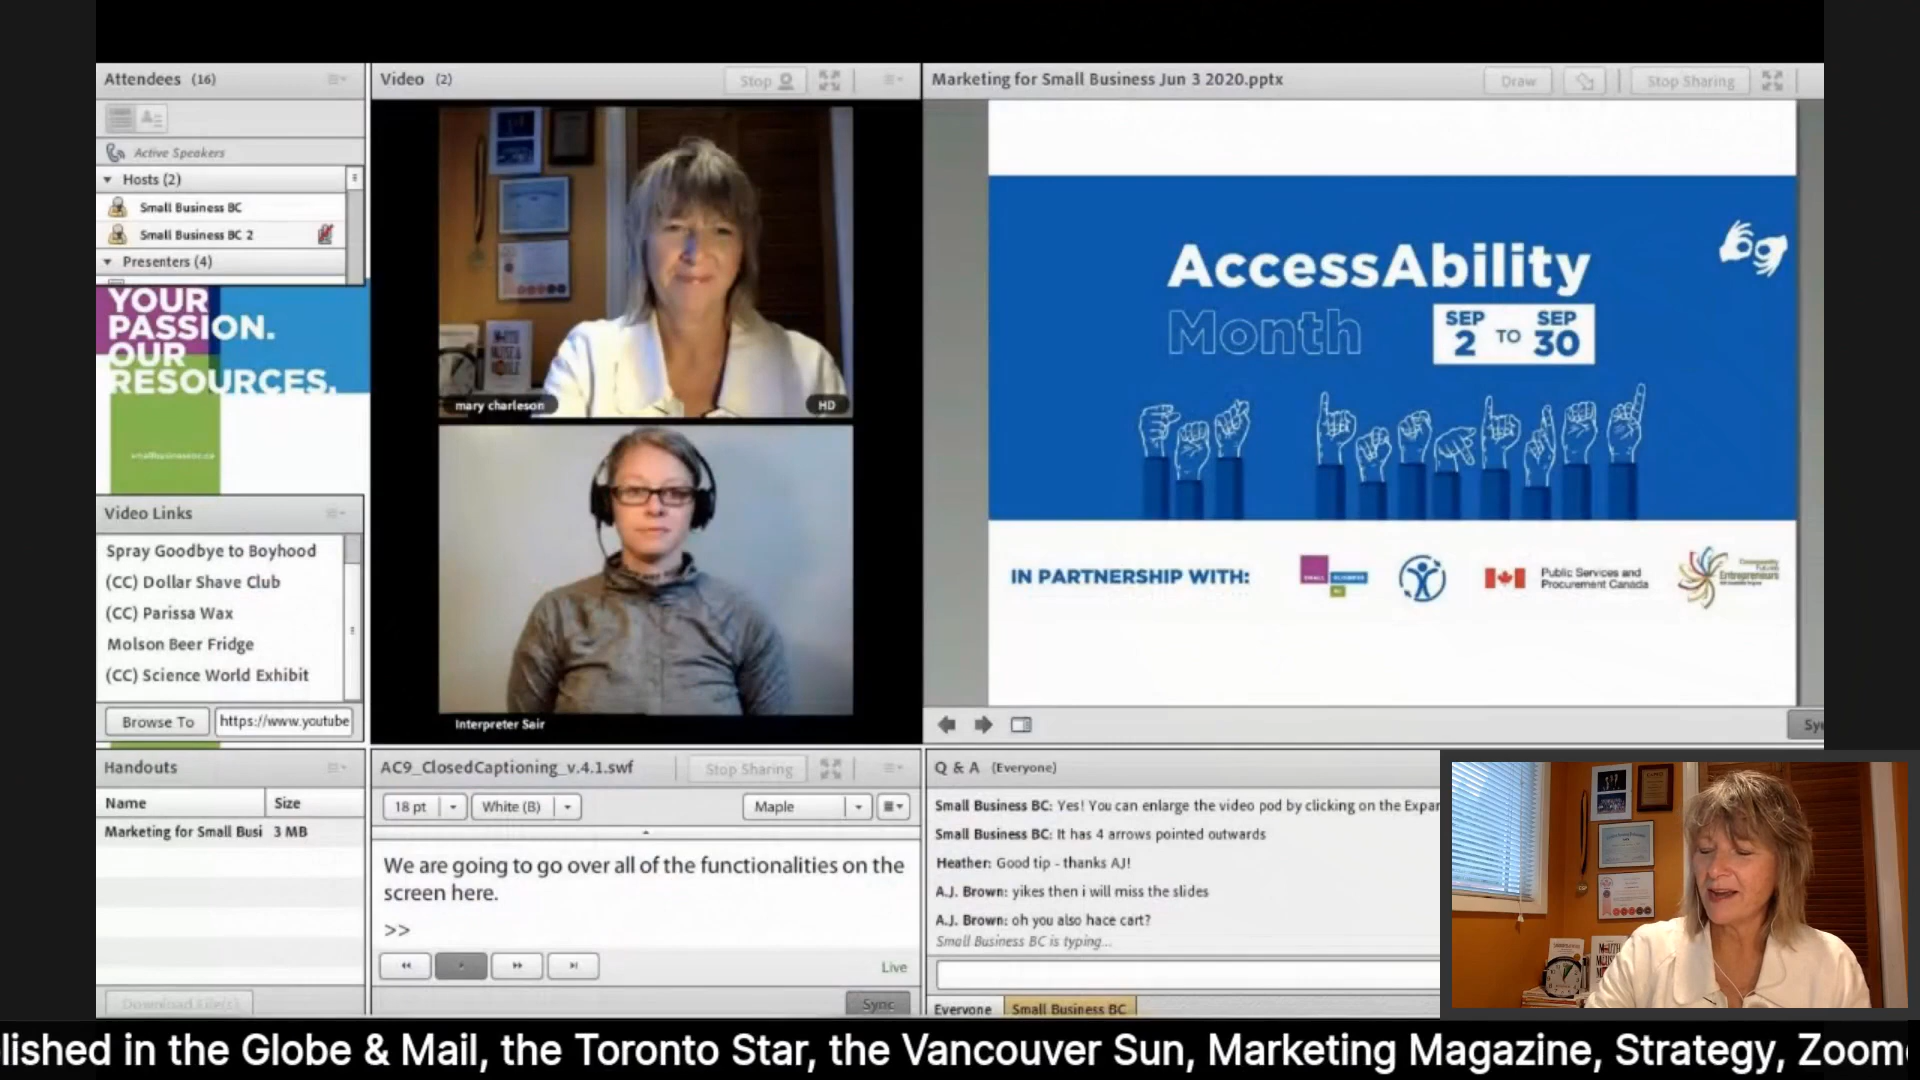 Attendees (16)
Active Speakers
Hosts (2)
Small Business BC
Small Business BC 2
Presenters (4)
YOUR
PASSION.
OUR
RESOURCES.
smallbusinessbc.ca
Video Links
Spray Goodbye to Boyhood
(CC) Dollar Shave Club
(CC) Parissa Wax
Molson Beer Fridge
(CC) Science World Exhibit
Browse To
https://www.youtube
Handouts
Name Size
Marketing for Small Busi 3 MB
Download File(s)
Video (2)
Stop
mary charleson
HD
Interpreter Sair
AC9_ClosedCaptioning_v.4.1.swf
Stop Sharing
18 pt White (B) Maple
We are going to go over all of the functionalities on the
screen here.
>>
Live
Sync
Marketing for Small Business Jun 3 2020.pptx
Draw
Stop Sharing
AccessAbility
Month
SEP
2
TO
SEP
30
IN PARTNERSHIP WITH:
SMALL
BUSINESS
BC
Public Services and
Procurement Canada
Entrepreneurs
Q & A (Everyone)
Small Business BC: Yes! You can enlarge the video pod by clicking on the Expan
Small Business BC: It has 4 arrows pointed outwards
Heather: Good tip - thanks AJ!
A.J. Brown: yikes then i will miss the slides
A.J. Brown: oh you also hace cart?
Small Business BC is typing...
Everyone
Small Business BC
lished in the Globe & Mail, the Toronto Star, the Vancouver Sun, Marketing Magazine, Strategy, Zoom